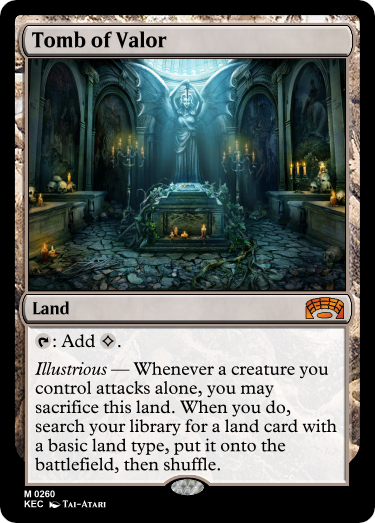 Tomb of Valor
Land
: Add .
Illustrious — Whenever a creature you
control attacks alone, you may
sacrifice this land. When you do,
search your library for a land card with
a basic land type, put it onto the
battlefield, then shuffle.
M 0260
KEC Tai-Atari